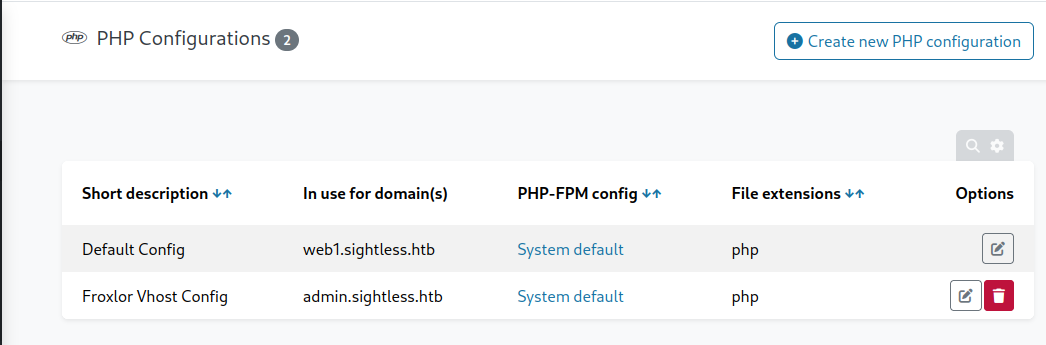 php PHP Configurations 2
Create new PHP configuration
Short description In use for domain(s) PHP-FPM config File extensions Options
Default Config web1.sightless.htb System default php
Froxlor Vhost Config admin.sightless.htb System default php